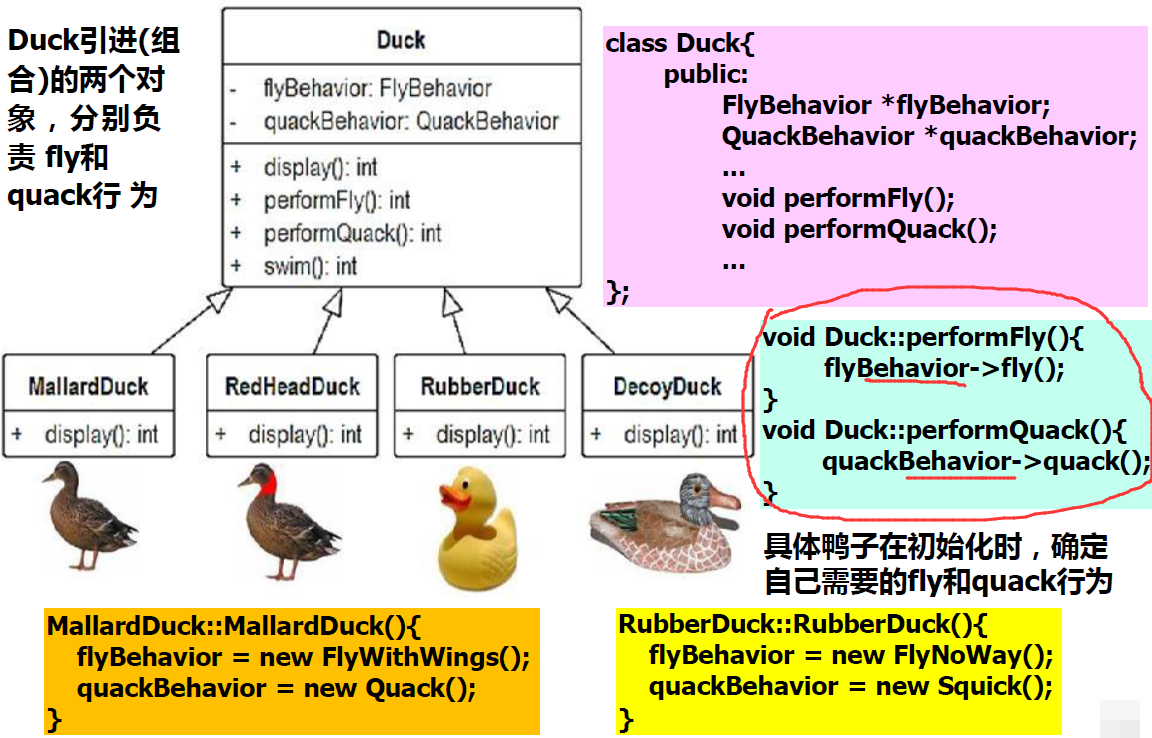 Duck引进(组
合)的两个对
象，分别负
责 fly和
quack行 为
Duck
- flyBehavior: FlyBehavior
- quackBehavior: QuackBehavior
+ display(): int
+ performFly(): int
+ performQuack(): int
+ swim(): int
class Duck{
public:
FlyBehavior *flyBehavior;
QuackBehavior *quackBehavior;
...
void performFly();
void performQuack();
...
};
MallardDuck
+ display(): int
RedHeadDuck
+ display(): int
RubberDuck
+ display(): int
DecoyDuck
+ display(): int
void Duck::performFly(){
flyBehavior->fly();
}
void Duck::performQuack(){
quackBehavior->quack();
}
具体鸭子在初始化时，确定
自己需要的fly和quack行为
MallardDuck::MallardDuck(){
flyBehavior = new FlyWithWings();
quackBehavior = new Quack();
}
RubberDuck::RubberDuck(){
flyBehavior = new FlyNoWay();
quackBehavior = new Squick();
}